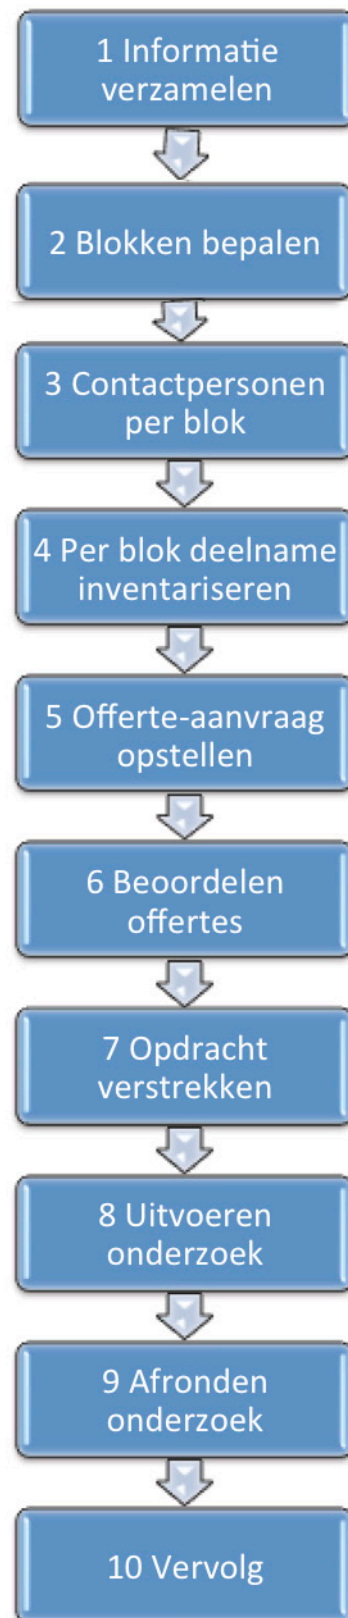 1 Informatie
verzamelen
2 Blokken bepalen
3 Contactpersonen
per blok
4 Per blok deelname
inventariseren
5 Offerte-aanvraag
opstellen
6 Beoordelen
offertes
7 Opdracht
verstrekken
8 Uitvoeren
onderzoek
9 Afronden
onderzoek
10 Vervolg